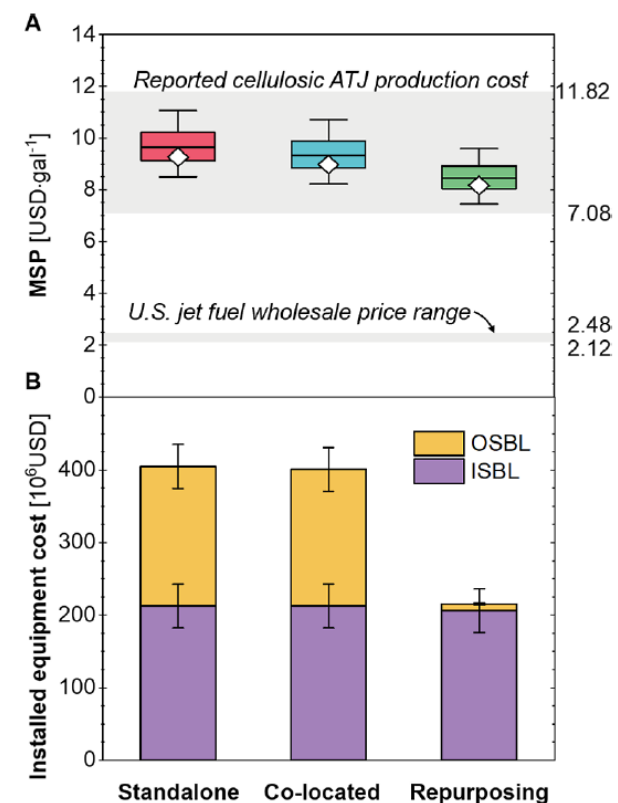 A
MSP [USD·gal⁻¹]
14
12
10
8
6
4
2
0
Reported cellulosic ATJ production cost
11.82
7.08
U.S. jet fuel wholesale price range
2.48
2.12
B
Installed equipment cost [10⁶USD]
400
300
200
100
0
OSBL
ISBL
Standalone Co-located Repurposing